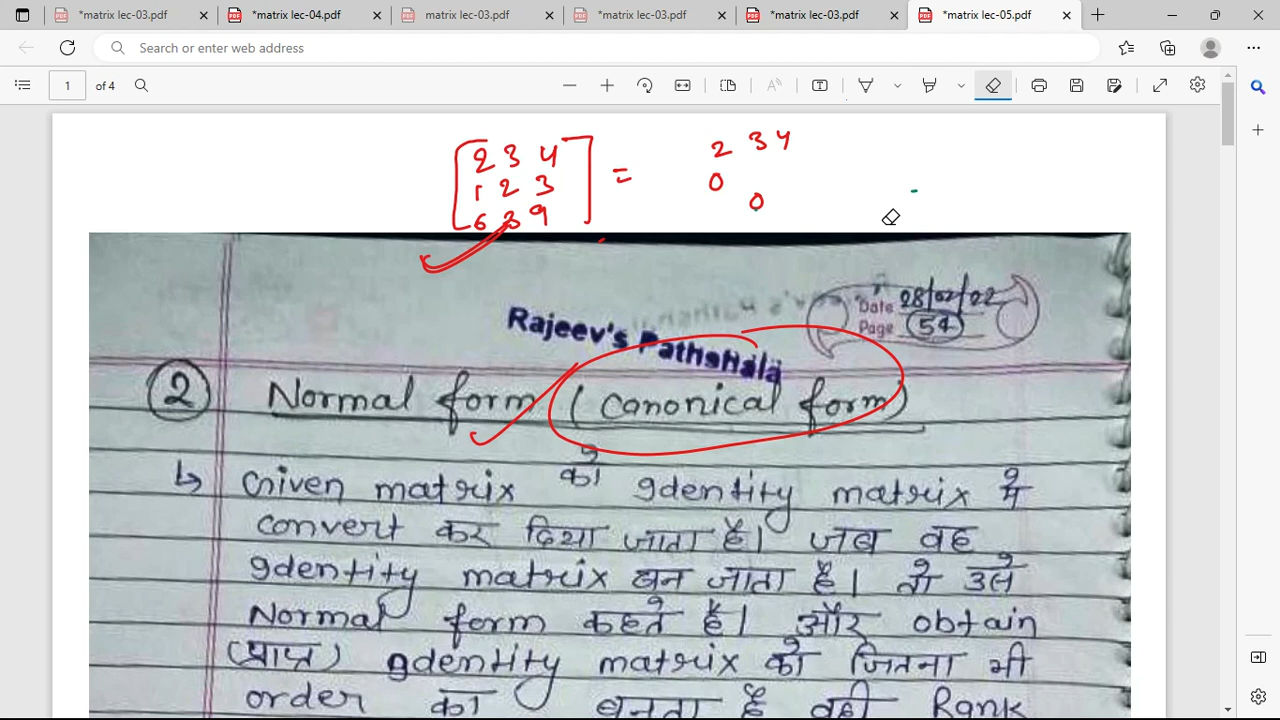 *matrix lec-03.pdf
*matrix lec-04.pdf
matrix lec-03.pdf
*matrix lec-03.pdf
*matrix lec-03.pdf
*matrix lec-05.pdf
Search or enter web address
1 of 4
2 3 4 = 2 3 4
1 2 3 0
6 3 9 0
Date 28/02/22
Rajeev's Pathshala
Page 54
2 Normal form (Canonical form)
↳ Given matrix को Identity matrix में
convert कर दिया जाता है। जब वह
Identity matrix बन जाता है। तो उसे
Normal form कहते है। और obtain
(प्राप्त) Identity matrix को जितना भी
order का बनता है वही Rank